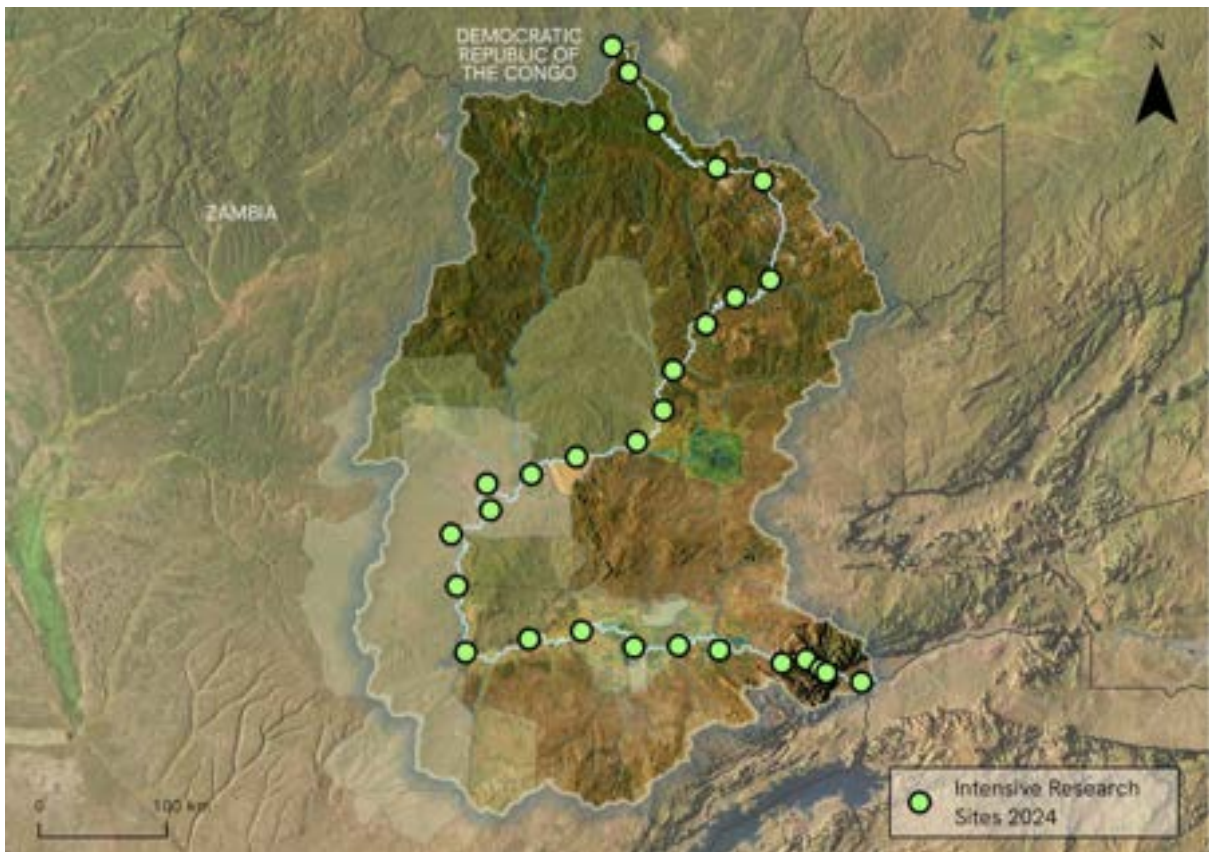 DEMOCRATIC
REPUBLIC OF
THE CONGO
N
ZAMBIA
0 100 km
Intensive Research
Sites 2024